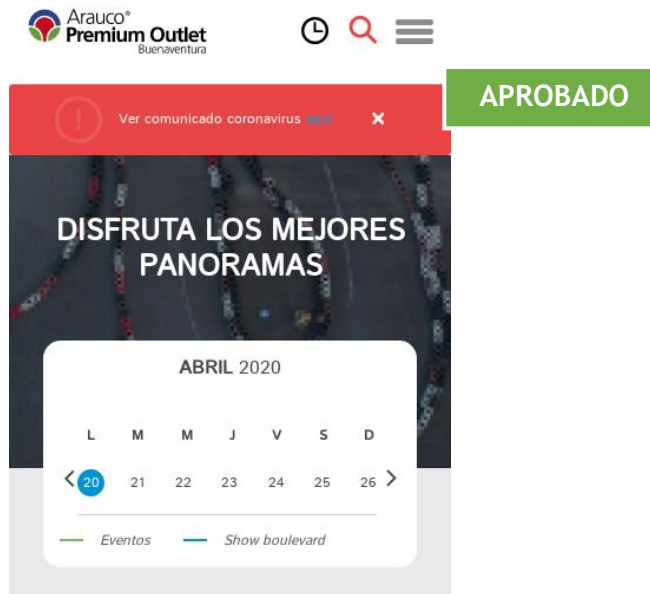 Arauco®
Premium Outlet
Buenaventura
APROBADO
Ver comunicado coronavirus aquí
DISFRUTA LOS MEJORES
PANORAMAS
ABRIL 2020
L M M J V S D
20 21 22 23 24 25 26
Eventos Show boulevard